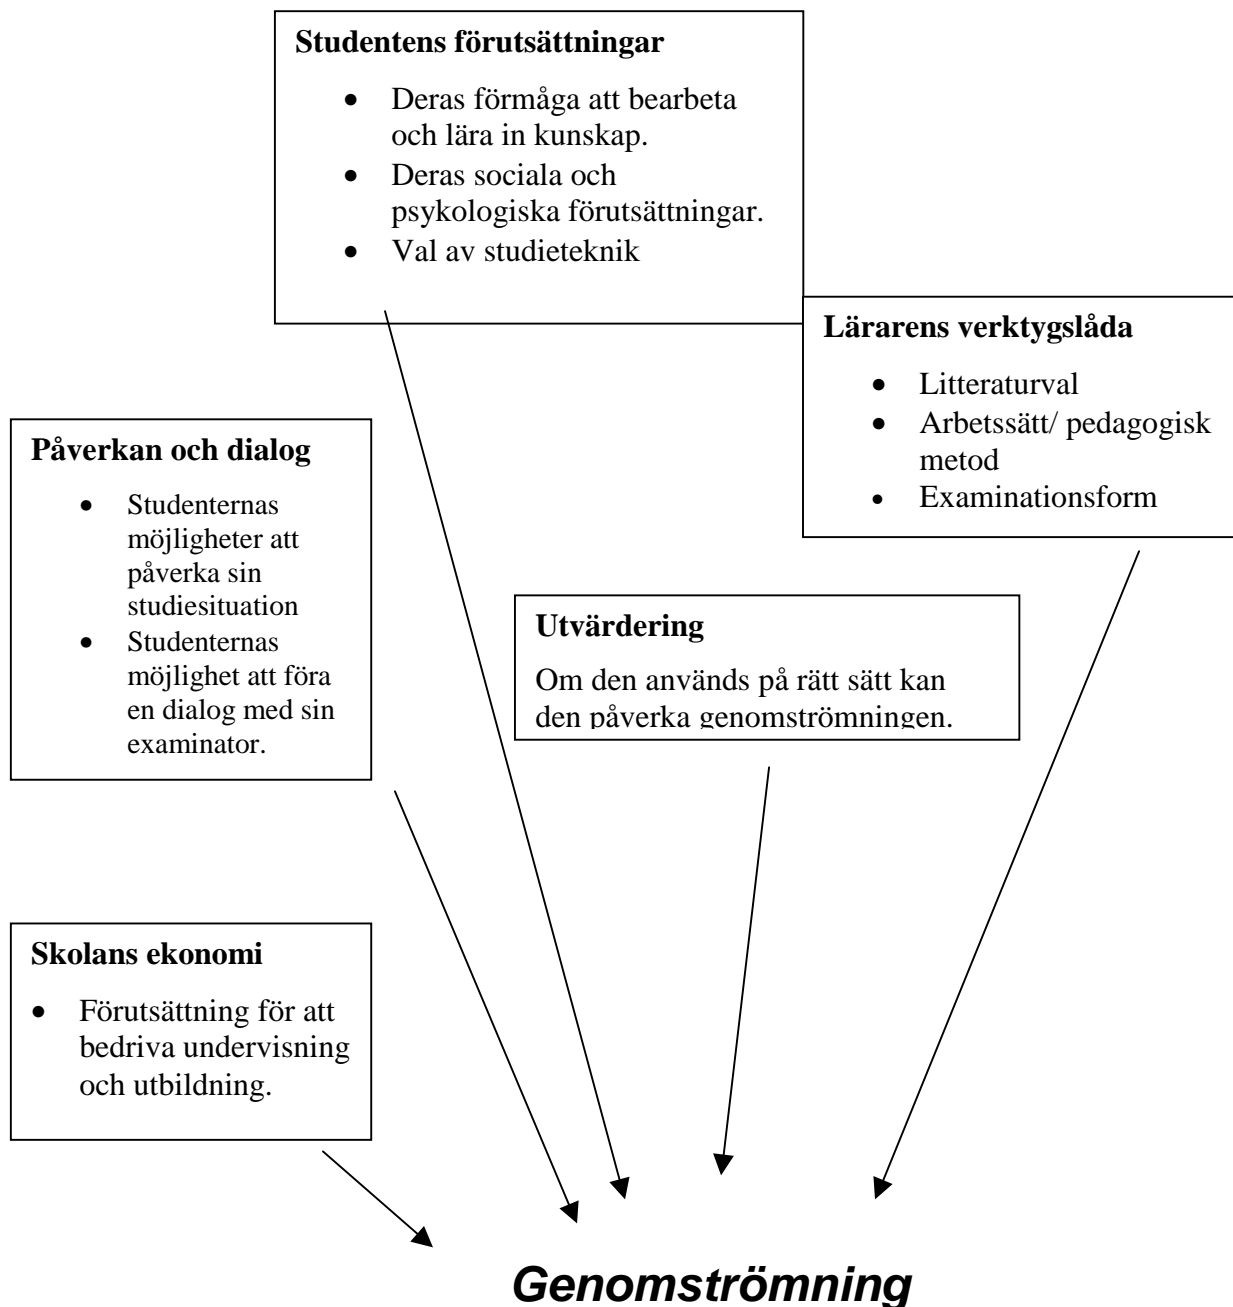 Studentens förutsättningar
• Deras förmåga att bearbeta
och lära in kunskap.
• Deras sociala och
psykologiska förutsättningar.
• Val av studieteknik
Lärarens verktygslåda
• Litteraturval
• Arbetssätt/ pedagogisk
metod
• Examinationsform
Påverkan och dialog
• Studenternas
möjligheter att
påverka sin
studiesituation
• Studenternas
möjlighet att föra
en dialog med sin
examinator.
Utvärdering
Om den används på rätt sätt kan
den påverka genomströmningen.
Skolans ekonomi
• Förutsättning för att
bedriva undervisning
och utbildning.
Genomströmning